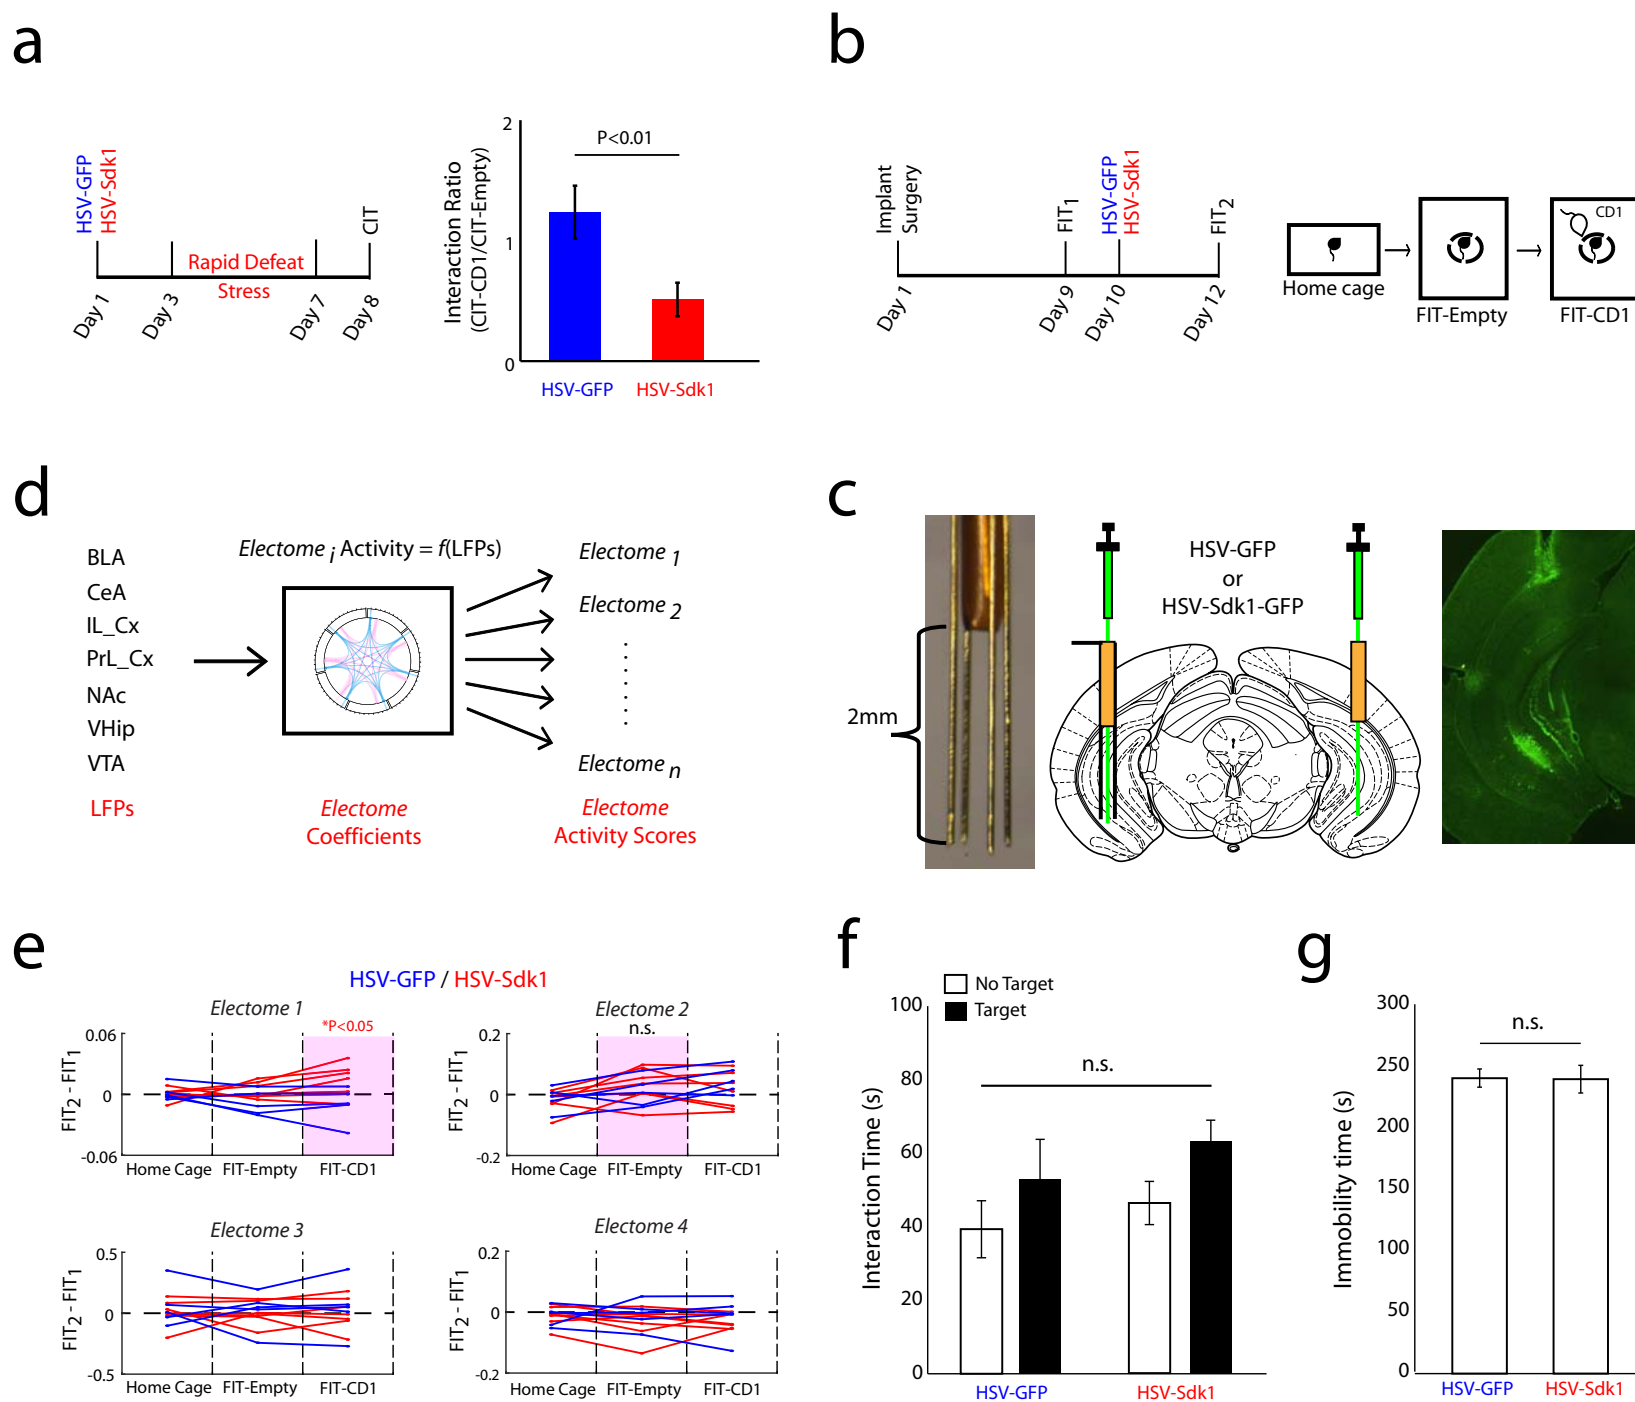 a
HSV-GFP
HSV-Sdk1
Rapid Defeat
Stress
CIT
Day 1
Day 3
Day 7
Day 8
Interaction Ratio
(CIT-CD1/CIT-Empty)
2
1
0
P<0.01
HSV-GFP
HSV-Sdk1
b
Implant
Surgery
FIT1
HSV-GFP
HSV-Sdk1
FIT2
Day 1
Day 9
Day 10
Day 12
Home cage
FIT-Empty
CD1
FIT-CD1
d
BLA
CeA
IL_Cx
PrL_Cx
NAc
VHip
VTA
LFPs
Electome i Activity = f(LFPs)
Electome
Coefficients
Electome 1
Electome 2
Electome n
Electome
Activity Scores
c
2mm
HSV-GFP
or
HSV-Sdk1-GFP
e
HSV-GFP / HSV-Sdk1
Electome 1
*P<0.05
FIT2 - FIT1
0.06
0
-0.06
Home Cage FIT-Empty FIT-CD1
Electome 2
n.s.
FIT2 - FIT1
0.2
0
-0.2
Home Cage FIT-Empty FIT-CD1
Electome 3
FIT2 - FIT1
0.5
0
-0.5
Home Cage FIT-Empty FIT-CD1
Electome 4
FIT2 - FIT1
0.2
0
-0.2
Home Cage FIT-Empty FIT-CD1
f
No Target
Target
Interaction Time (s)
100
80
60
40
20
0
n.s.
HSV-GFP
HSV-Sdk1
g
Immobility time (s)
300
250
200
150
100
50
0
n.s.
HSV-GFP
HSV-Sdk1